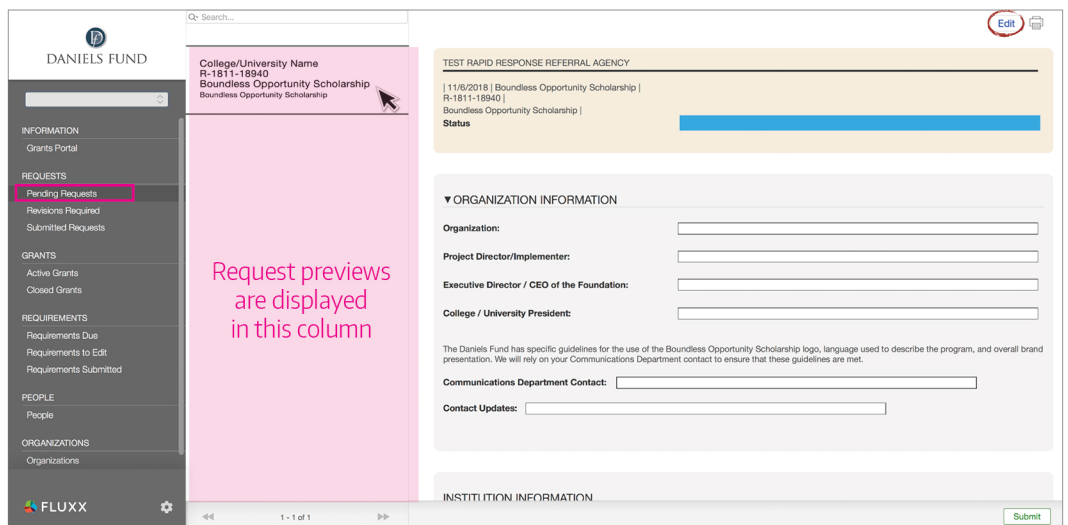 DANIELS FUND
INFORMATION
Grants Portal
REQUESTS
Pending Requests
Revisions Required
Submitted Requests
GRANTS
Active Grants
Closed Grants
REQUIREMENTS
Requirements Due
Requirements to Edit
Requirements Submitted
PEOPLE
People
ORGANIZATIONS
Organizations
FLUXX
Search...
College/University Name
R-1811-18940
Boundless Opportunity Scholarship
Boundless Opportunity Scholarship
Request previews
are displayed
in this column
1 - 1 of 1
Edit
TEST RAPID RESPONSE REFERRAL AGENCY
| 11/6/2018 | Boundless Opportunity Scholarship |
R-1811-18940 |
Boundless Opportunity Scholarship |
Status
▼ORGANIZATION INFORMATION
Organization:
Project Director/Implementer:
Executive Director / CEO of the Foundation:
College / University President:
The Daniels Fund has specific guidelines for the use of the Boundless Opportunity Scholarship logo, language used to describe the program, and overall brand
presentation. We will rely on your Communications Department contact to ensure that these guidelines are met.
Communications Department Contact:
Contact Updates:
INSTITUTION INFORMATION
Submit